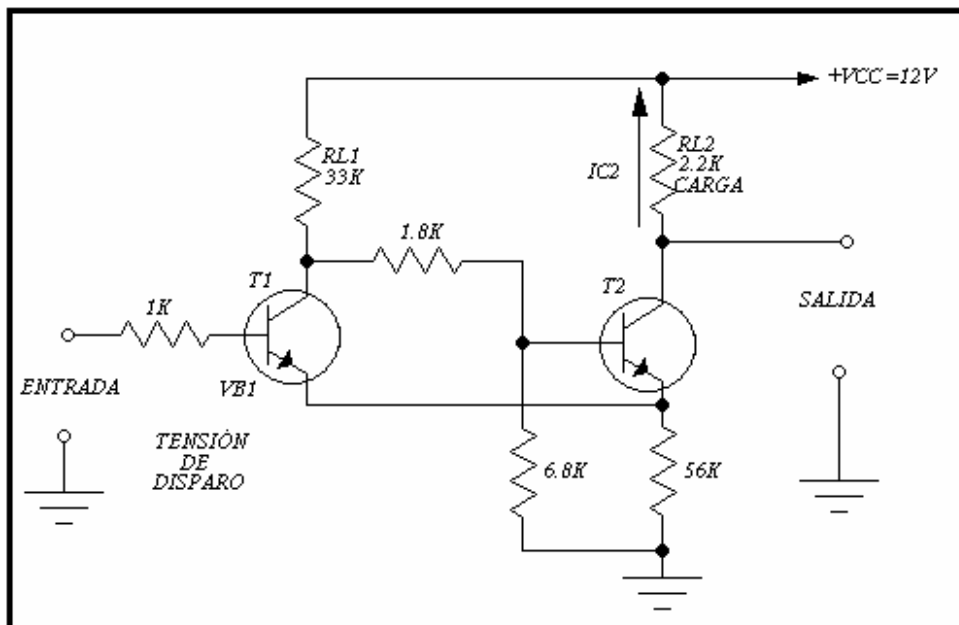 +VCC=12V
RL1
33K
RL2
2.2K
CARGA
IC2
1.8K
T1
T2
1K
SALIDA
VB1
ENTRADA
TENSIÓN
DE
DISPARO
6.8K
56K